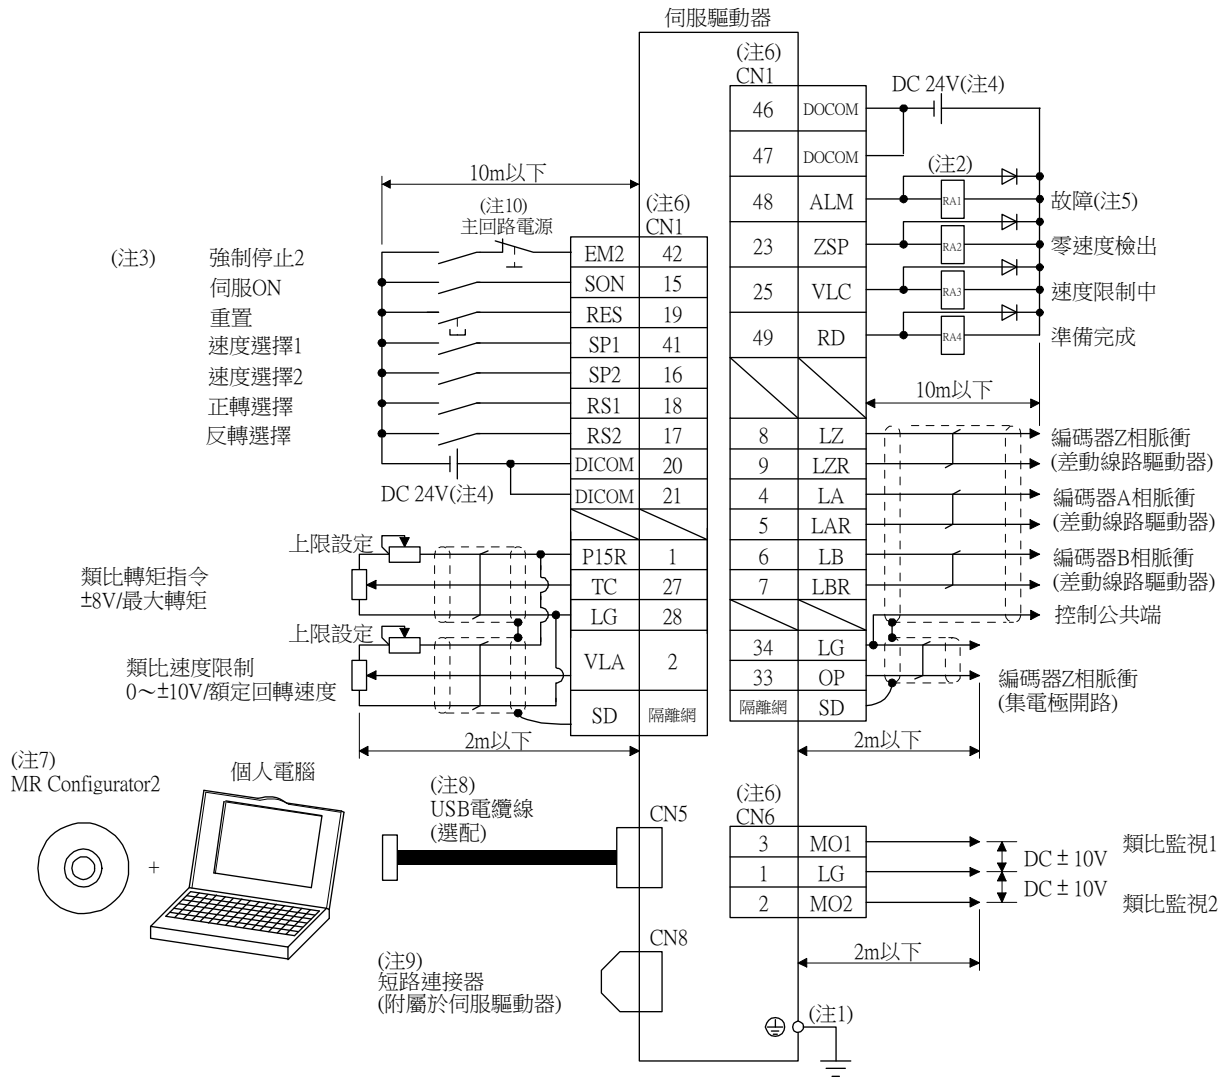 伺服驅動器
(注6)
CN1
DC 24V(注4)
46 DOCOM
47 DOCOM
(注2)
48 ALM RA1 故障(注5)
23 ZSP RA2 零速度檢出
25 VLC RA3 速度限制中
49 RD RA4 準備完成
10m以下
8 LZ 編碼器Z相脈衝
9 LZR (差動線路驅動器)
4 LA 編碼器A相脈衝
5 LAR (差動線路驅動器)
6 LB 編碼器B相脈衝
7 LBR (差動線路驅動器)
控制公共端
34 LG
33 OP 編碼器Z相脈衝
(集電極開路)
隔離網 SD
2m以下
10m以下
(注10)
主回路電源
(注6)
CN1
(注3) 強制停止2 EM2 42
伺服ON SON 15
重置 RES 19
速度選擇1 SP1 41
速度選擇2 SP2 16
正轉選擇 RS1 18
反轉選擇 RS2 17
DICOM 20
DC 24V(注4) DICOM 21
上限設定 P15R 1
類比轉矩指令
±8V/最大轉矩
TC 27
LG 28
上限設定
類比速度限制
0～±10V/額定回轉速度
VLA 2
SD 隔離網
2m以下
(注7)
MR Configurator2
個人電腦
+
(注8)
USB電纜線
(選配)
CN5
(注9)
短路連接器
(附屬於伺服驅動器)
CN8
(注6)
CN6
3 MO1 類比監視1
DC ± 10V
1 LG
DC ± 10V
2 MO2 類比監視2
2m以下
(注1)